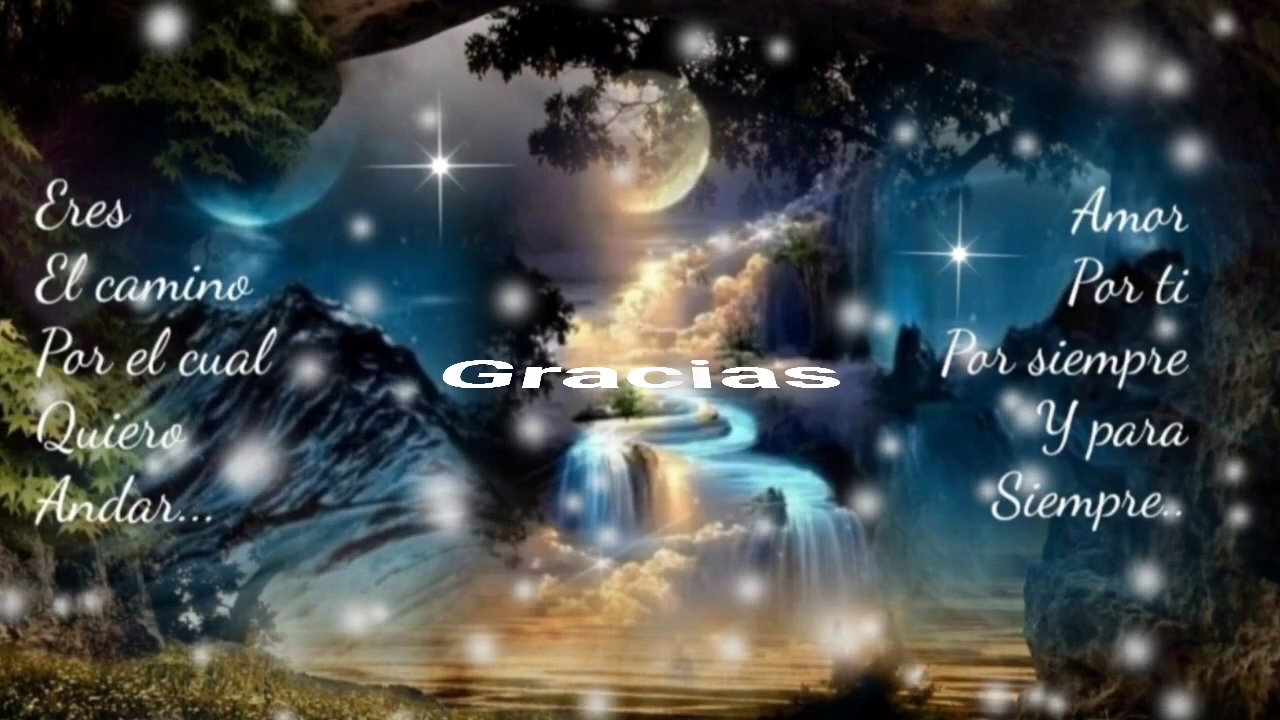 Eres
El camino
Por el cual
Quiero
Andar...
Gracias
Amor
Por ti
Por siempre
Y para
Siempre..